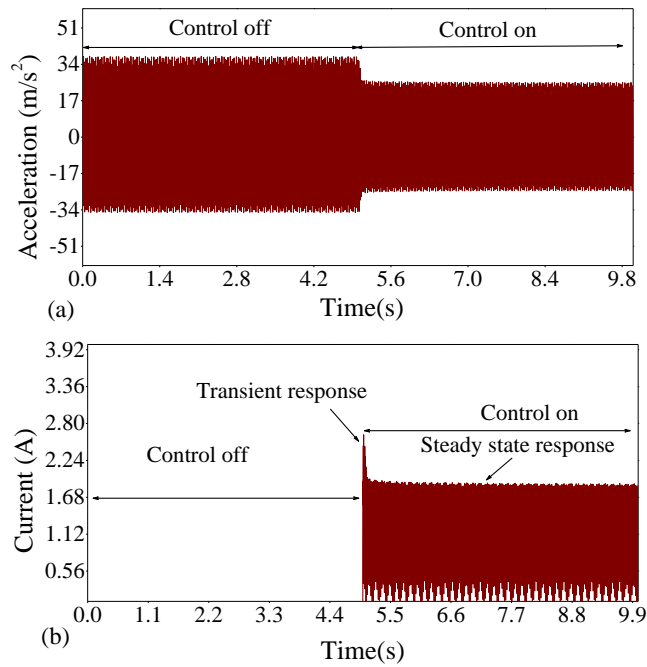 Control off
Control on
Acceleration (m/s²)
51
34
17
0
-17
-34
-51
0.0 1.4 2.8 4.2 5.6 7.0 8.4 9.8
(a)
Time(s)
Current (A)
3.92
3.36
2.80
2.24
1.68
1.12
0.56
Transient response
Control on
Control off
Steady state response
0.0 1.1 2.2 3.3 4.4 5.5 6.6 7.7 8.8 9.9
(b)
Time(s)